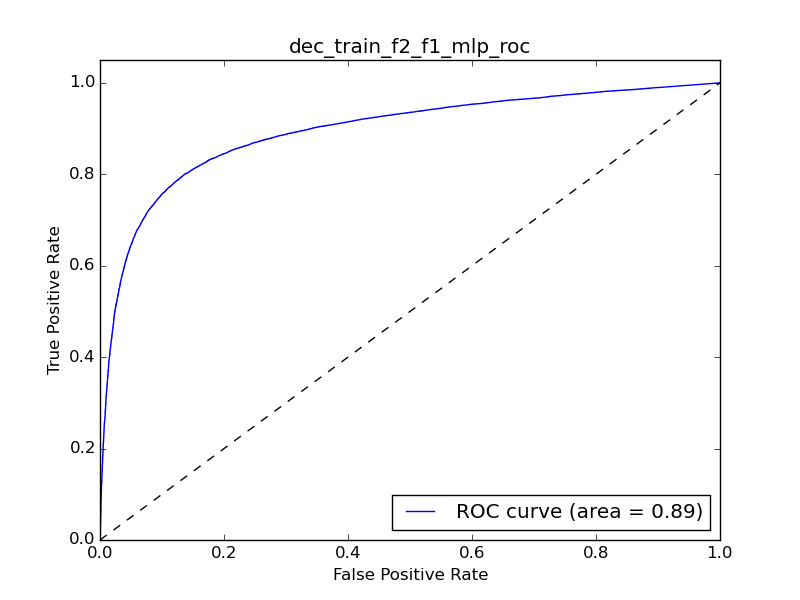 dec_train_f2_f1_mlp_roc
1.0
0.8
0.6
0.4
0.2
0.0
True Positive Rate
ROC curve (area = 0.89)
0.0 0.2 0.4 0.6 0.8 1.0
False Positive Rate